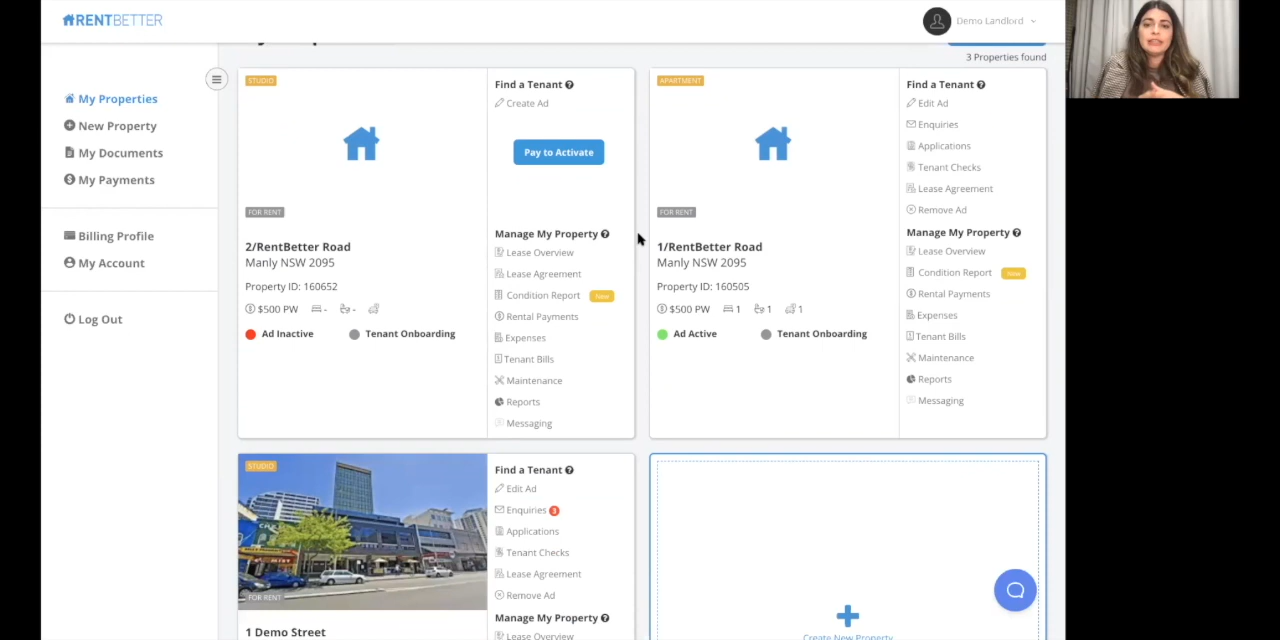 RENTBETTER
Demo Landlord
3 Properties found
My Properties
New Property
My Documents
My Payments
Billing Profile
My Account
Log Out
STUDIO
FOR RENT
2/RentBetter Road
Manly NSW 2095
Property ID: 160652
$500 PW - -
Ad Inactive Tenant Onboarding
Find a Tenant
Create Ad
Pay to Activate
Manage My Property
Lease Overview
Lease Agreement
Condition Report New
Rental Payments
Expenses
Tenant Bills
Maintenance
Reports
Messaging
APARTMENT
FOR RENT
1/RentBetter Road
Manly NSW 2095
Property ID: 160505
$500 PW 1 1 1
Ad Active Tenant Onboarding
Find a Tenant
Edit Ad
Enquiries
Applications
Tenant Checks
Lease Agreement
Remove Ad
Manage My Property
Lease Overview
Condition Report New
Rental Payments
Expenses
Tenant Bills
Maintenance
Reports
Messaging
STUDIO
FOR RENT
1 Demo Street
Find a Tenant
Edit Ad
Enquiries 3
Applications
Tenant Checks
Lease Agreement
Remove Ad
Manage My Property
Lease Overview
Create New Property